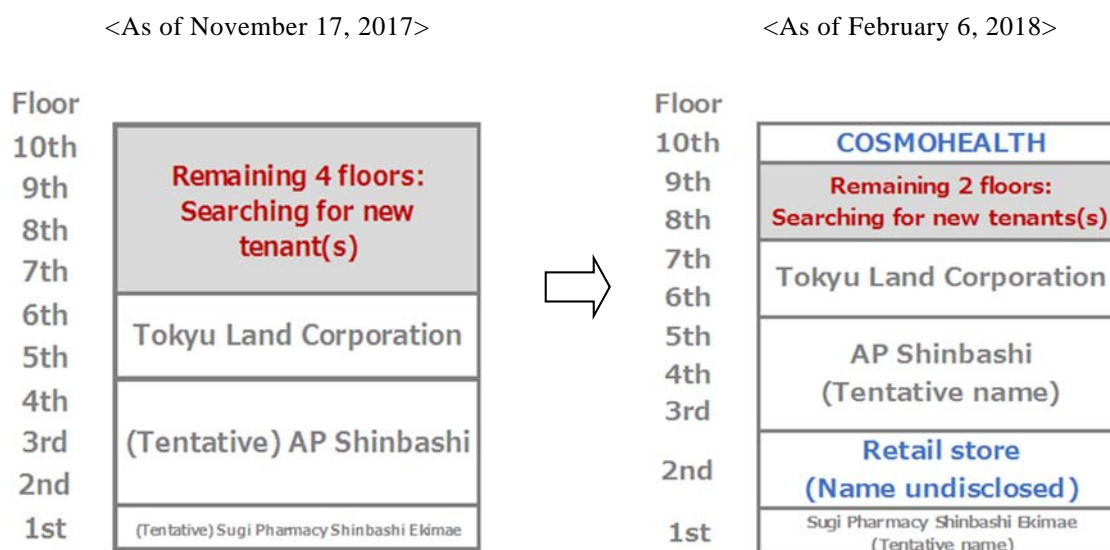 <As of November 17, 2017>
Floor
10th
9th
8th
7th
6th
5th
4th
3rd
2nd
1st
Remaining 4 floors:
Searching for new
tenant(s)
Tokyu Land Corporation
(Tentative) AP Shinbashi
(Tentative) Sugi Pharmacy Shinbashi Ekimae
<As of February 6, 2018>
Floor
10th
9th
8th
7th
6th
5th
4th
3rd
2nd
1st
COSMOHEALTH
Remaining 2 floors:
Searching for new tenants(s)
Tokyu Land Corporation
AP Shinbashi
(Tentative name)
Retail store
(Name undisclosed)
Sugi Pharmacy Shinbashi Ekimae
(Tentative name)